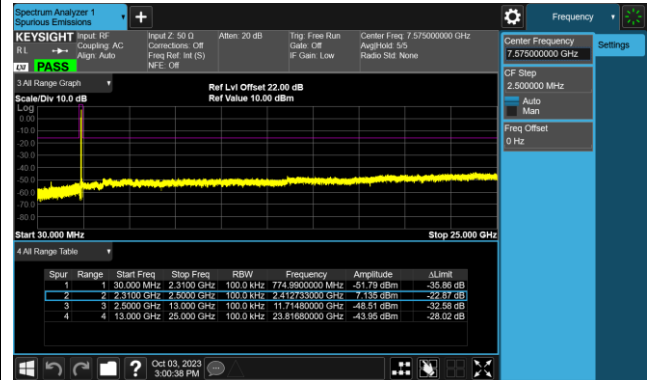 Spectrum Analyzer 1
Spurious Emissions
Frequency
KEYSIGHT
RL
Input: RF
Coupling: AC
Align: Auto
Input Z: 50 Ω
Corrections: Off
Freq Ref: Int (S)
NFE: Off
Atten: 20 dB
Trig: Free Run
Gate: Off
IF Gain: Low
Center Freq: 7.575000000 GHz
Avg|Hold: 5/5
Radio Std: None
LXI
PASS
Center Frequency
7.575000000 GHz
Settings
CF Step
2.500000 MHz
Auto
Man
Freq Offset
0 Hz
3 All Range Graph
Scale/Div 10.0 dB
Ref Lvl Offset 22.00 dB
Ref Value 10.00 dBm
Log
0.00
-10.0
-20.0
-30.0
-40.0
-50.0
-60.0
-70.0
-80.0
Start 30.000 MHz
Stop 25.000 GHz
4 All Range Table
Spur Range Start Freq Stop Freq RBW Frequency Amplitude ΔLimit
1 1 30.000 MHz 2.3100 GHz 100.0 kHz 774.9900000 MHz -51.79 dBm -35.86 dB
2 2 2.3100 GHz 2.5000 GHz 100.0 kHz 2.412733000 GHz 7.135 dBm -22.87 dB
3 3 2.5000 GHz 13.000 GHz 100.0 kHz 11.71480000 GHz -48.51 dBm -32.58 dB
4 4 13.000 GHz 25.000 GHz 100.0 kHz 23.81680000 GHz -43.95 dBm -28.02 dB
Oct 03, 2023
3:00:38 PM